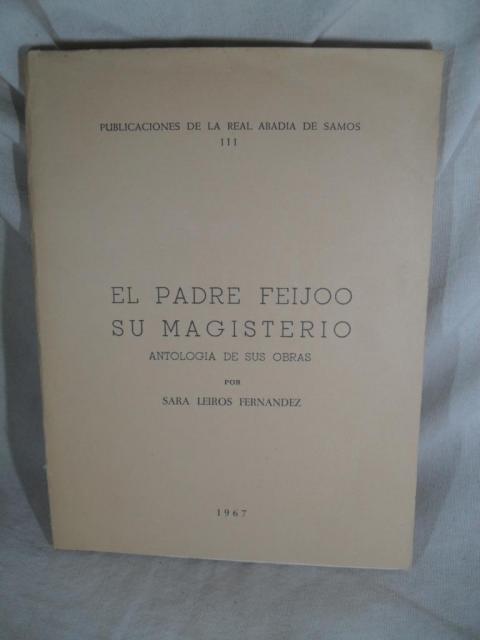 PUBLICACIONES DE LA REAL ABADIA DE SAMOS
III
EL PADRE FEIJOO
SU MAGISTERIO
ANTOLOGIA DE SUS OBRAS
POR
SARA LEIROS FERNANDEZ
1967